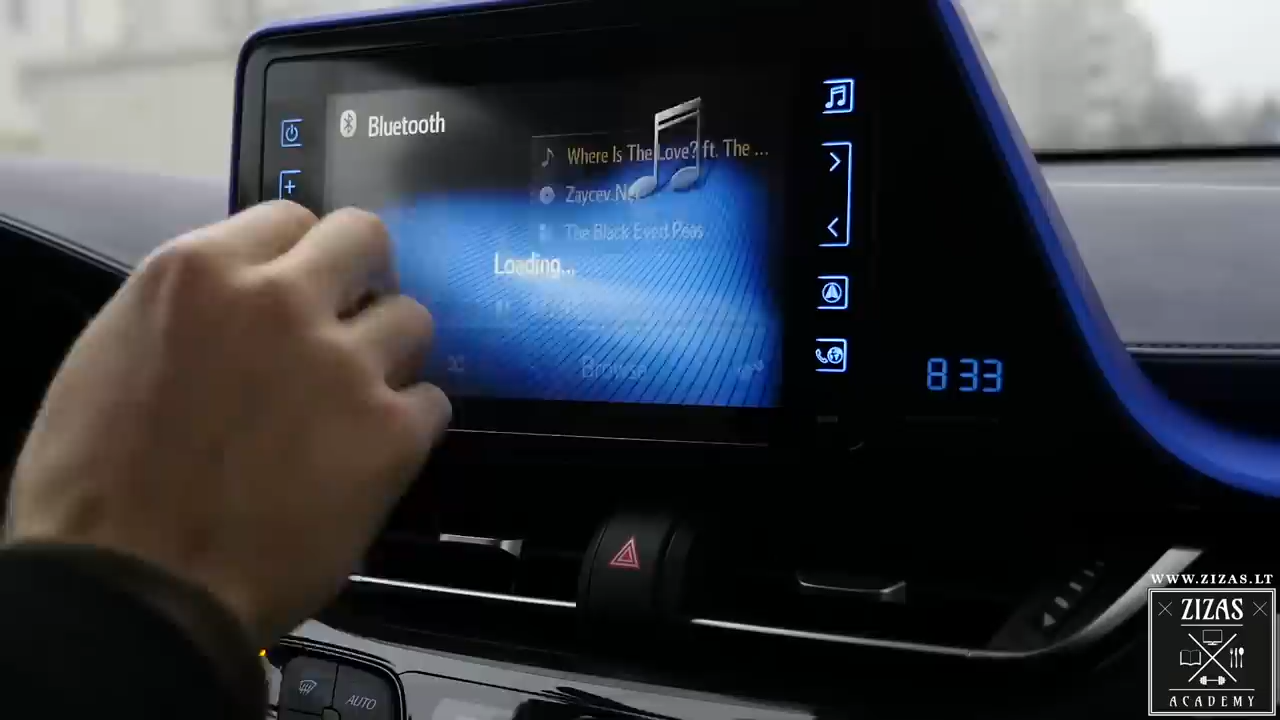 Bluetooth
Where Is The Love? ft. The ...
Zaycev.Net
The Black Eyed Peas
Loading...
Browse
8 33
AUTO
WWW.ZIZAS.LT
ZIZAS
ACADEMY